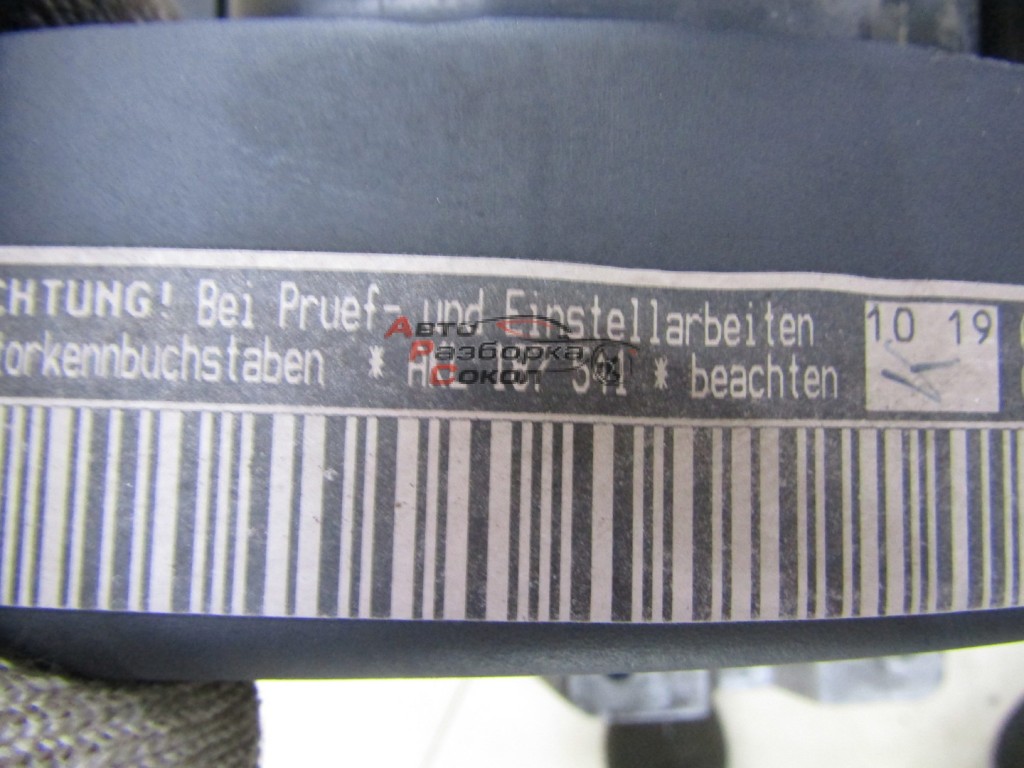 CHTUNG! Bei Pruef- und Einstellarbeiten
torkennbuchstaben * * beachten
10 19
Авто
Разборка
Сокол